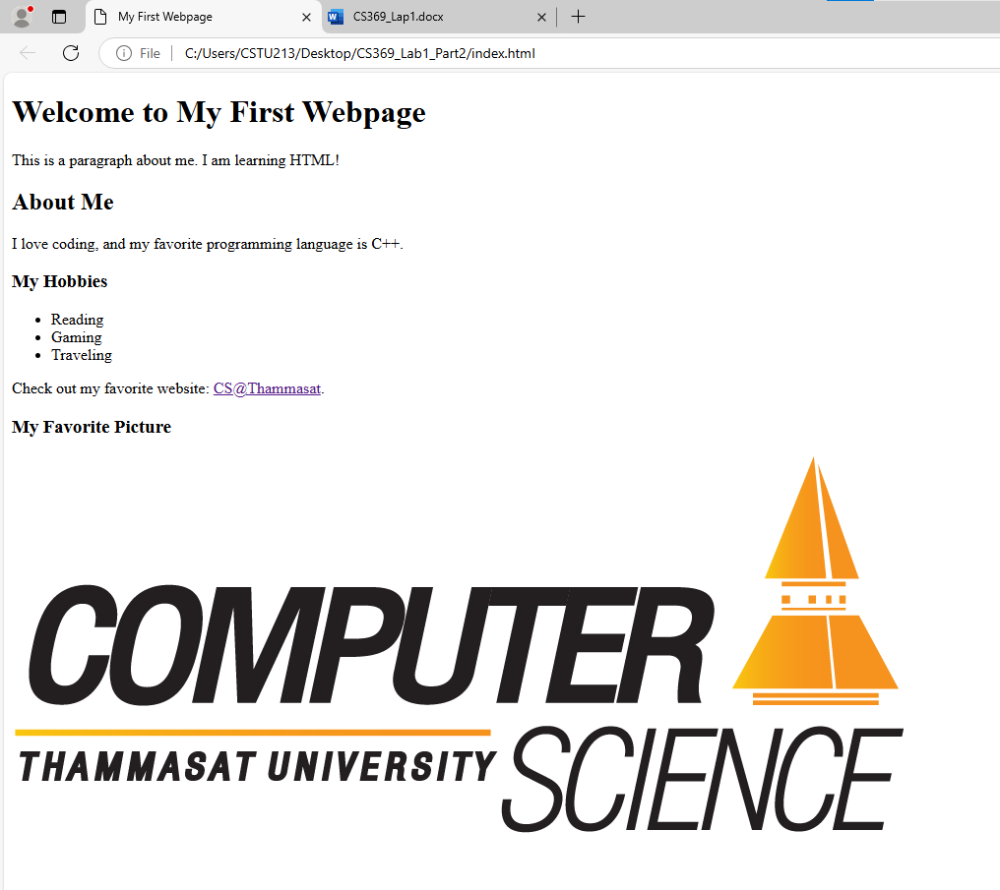 My First Webpage
CS369_Lap1.docx
File
C:/Users/CSTU213/Desktop/CS369_Lab1_Part2/index.html
Welcome to My First Webpage
This is a paragraph about me. I am learning HTML!
About Me
I love coding, and my favorite programming language is C++.
My Hobbies
Reading
Gaming
Traveling
Check out my favorite website: CS@Thammasat.
My Favorite Picture
COMPUTER
THAMMASAT UNIVERSITY
SCIENCE